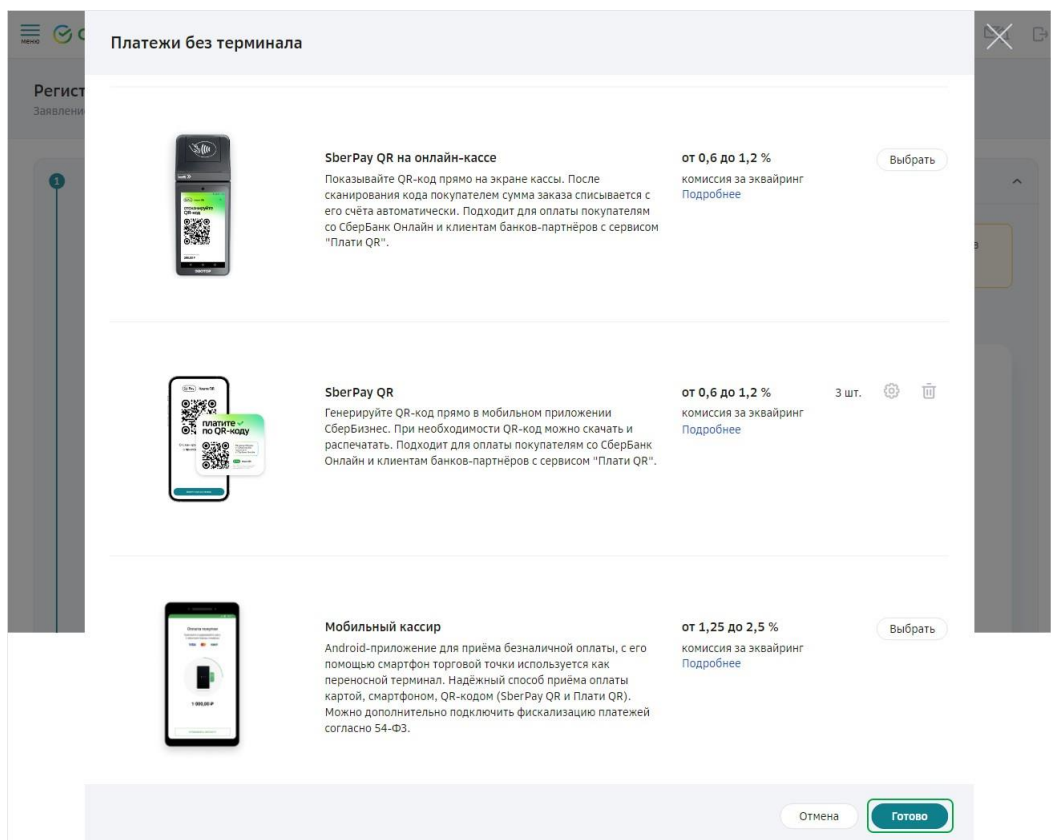 меню
Платежи без терминала
Регист
Заявлени
1
SberPay QR на онлайн-кассе
Показывайте QR-код прямо на экране кассы. После
сканирования кода покупателем сумма заказа списывается с
его счёта автоматически. Подходит для оплаты покупателям
со СберБанк Онлайн и клиентам банков-партнёров с сервисом
"Плати QR".
от 0,6 до 1,2 %
комиссия за эквайринг
Подробнее
Выбрать
SberPay QR
Генерируйте QR-код прямо в мобильном приложении
СберБизнес. При необходимости QR-код можно скачать и
распечатать. Подходит для оплаты покупателям со СберБанк
Онлайн и клиентам банков-партнёров с сервисом "Плати QR".
от 0,6 до 1,2 %
комиссия за эквайринг
Подробнее
3 шт.
платите
по QR-коду
Мобильный кассир
Android-приложение для приёма безналичной оплаты, с его
помощью смартфон торговой точки используется как
переносной терминал. Надёжный способ приёма оплаты
картой, смартфоном, QR-кодом (SberPay QR и Плати QR).
Можно дополнительно подключить фискализацию платежей
согласно 54-ФЗ.
от 1,25 до 2,5 %
комиссия за эквайринг
Подробнее
Выбрать
Отмена
Готово